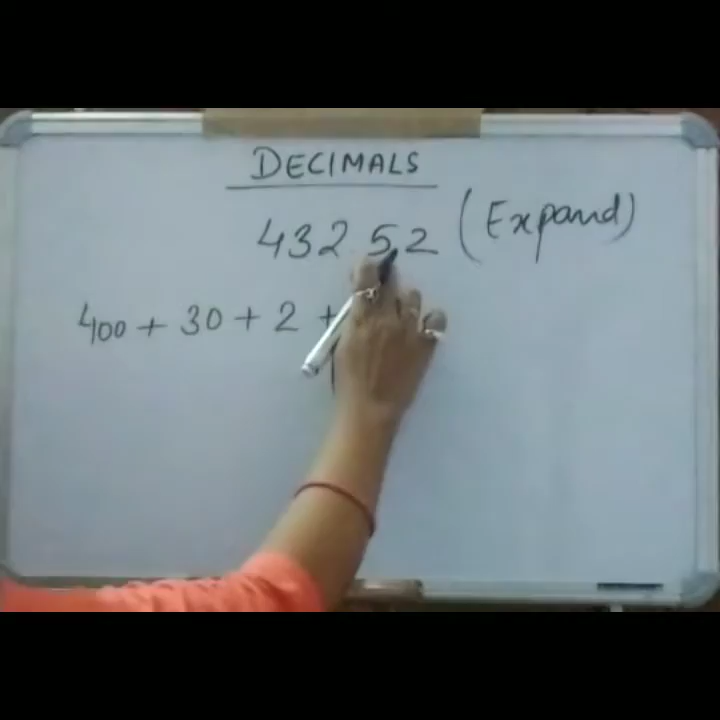 DECIMALS
432.52 (Expand)
400 + 30 + 2 +